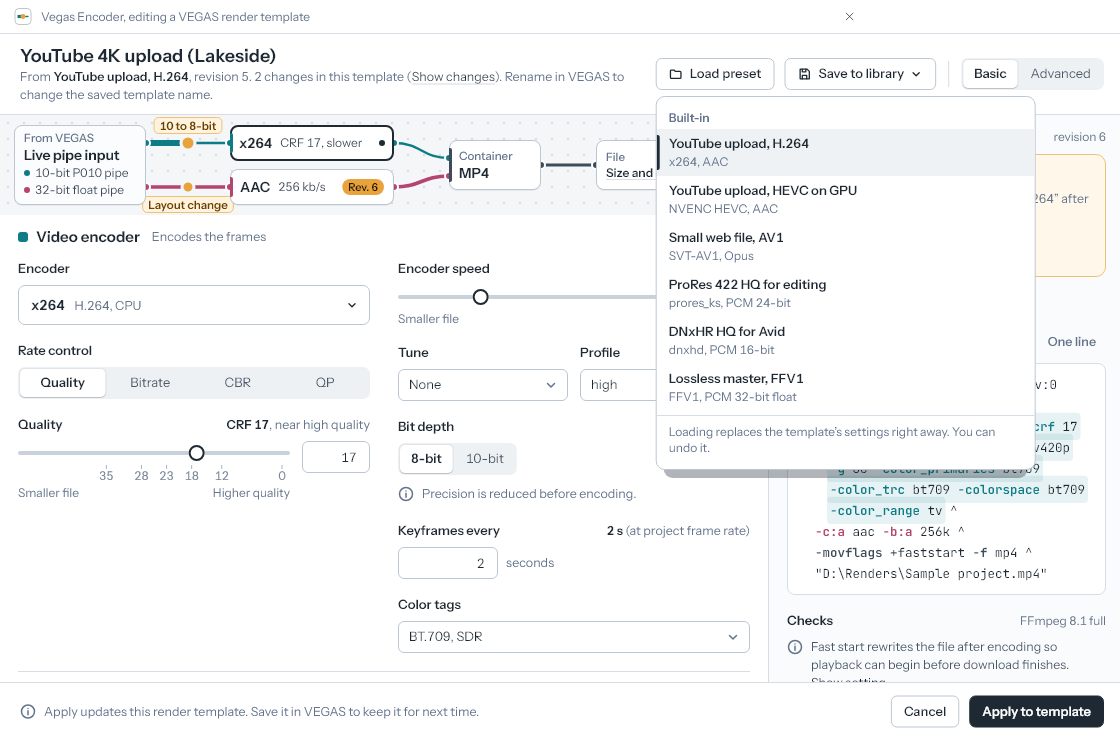 Vegas Encoder, editing a VEGAS render template
YouTube 4K upload (Lakeside)
From YouTube upload, H.264, revision 5. 2 changes in this template (Show changes). Rename in VEGAS to
change the saved template name.
Load preset
Save to library
Basic
Advanced
From VEGAS
Live pipe input
10-bit P010 pipe
32-bit float pipe
10 to 8-bit
Layout change
x264 CRF 17, slower
AAC 256 kb/s Rev. 6
Container
MP4
File
Size and
Built-in
YouTube upload, H.264
x264, AAC
YouTube upload, HEVC on GPU
NVENC HEVC, AAC
Small web file, AV1
SVT-AV1, Opus
ProRes 422 HQ for editing
prores_ks, PCM 24-bit
DNxHR HQ for Avid
dnxhd, PCM 16-bit
Lossless master, FFV1
FFV1, PCM 32-bit float
Loading replaces the template's settings right away. You can
undo it.
revision 6
264” after
Video encoder Encodes the frames
Encoder
x264 H.264, CPU
Rate control
Quality Bitrate CBR QP
Quality
CRF 17, near high quality
17
35 28 23 18 12 0
Smaller file
Higher quality
Encoder speed
Smaller file
Tune
None
Profile
high
Bit depth
8-bit 10-bit
Precision is reduced before encoding.
Keyframes every
2 s (at project frame rate)
2 seconds
Color tags
BT.709, SDR
One line
v:0
crf 17
v420p
-color_trc bt709 -colorspace bt709
-color_range tv ^
-c:a aac -b:a 256k ^
-movflags +faststart -f mp4 ^
"D:\Renders\Sample project.mp4"
Checks
FFmpeg 8.1 full
Fast start rewrites the file after encoding so
playback can begin before download finishes.
Show setting
Apply updates this render template. Save it in VEGAS to keep it for next time.
Cancel
Apply to template